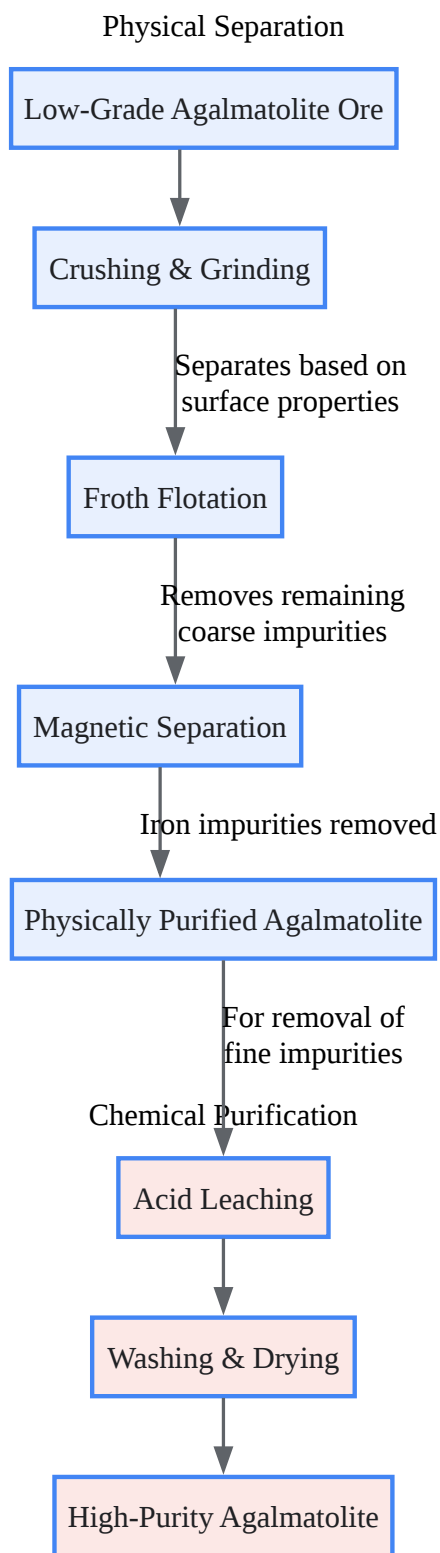 Physical Separation
Low-Grade Agalmatolite Ore
Crushing & Grinding
Separates based on
surface properties
Froth Flotation
Removes remaining
coarse impurities
Magnetic Separation
Iron impurities removed
Physically Purified Agalmatolite
For removal of
fine impurities
Chemical Purification
Acid Leaching
Washing & Drying
High-Purity Agalmatolite